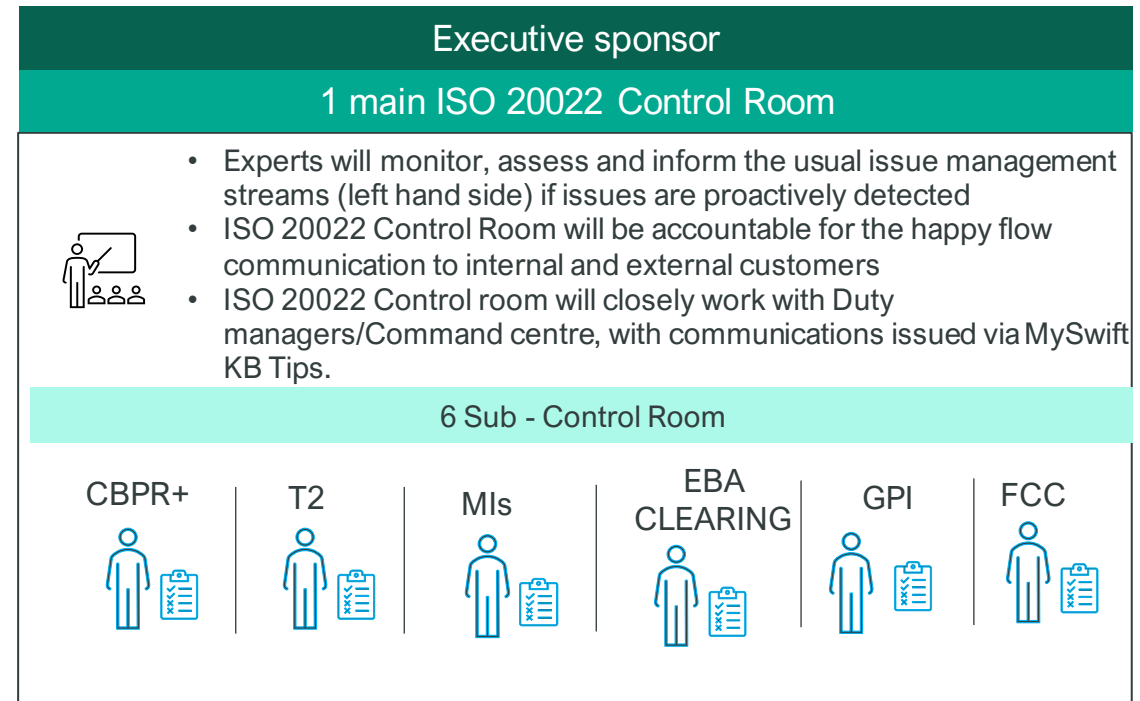 Executive sponsor
1 main ISO 20022 Control Room
• Experts will monitor, assess and inform the usual issue management
streams (left hand side) if issues are proactively detected
• ISO 20022 Control Room will be accountable for the happy flow
communication to internal and external customers
• ISO 20022 Control room will closely work with Duty
managers/Command centre, with communications issued via MySwift
KB Tips.
6 Sub - Control Room
CBPR+
T2
MIs
EBA
CLEARING
GPI
FCC